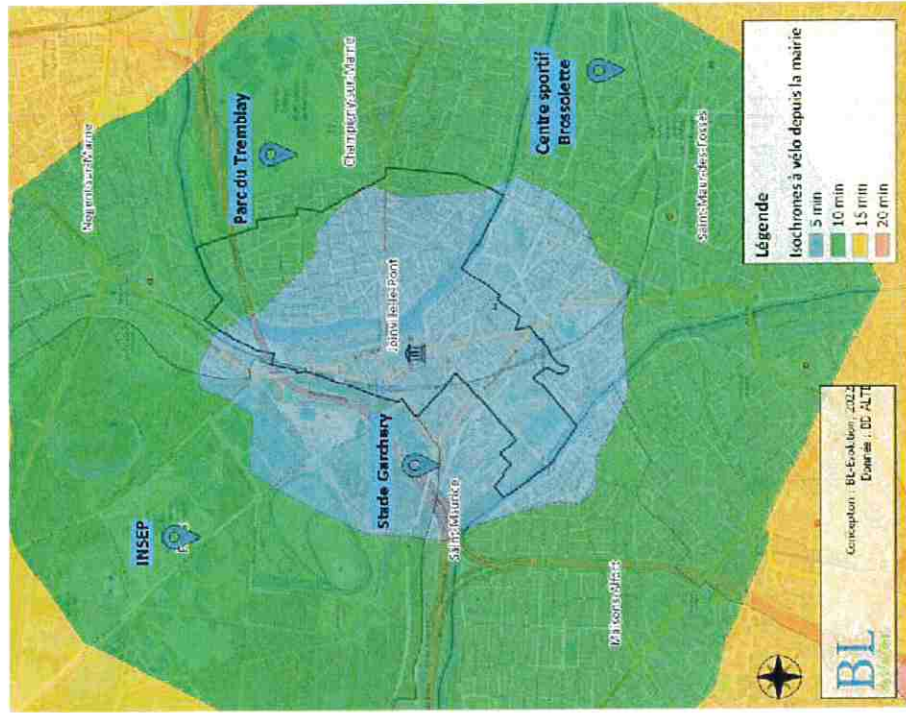 Nogent-sur-Marne
Parc du Tremblay
Champigny-sur-Marne
Centre sportif
Brossolette
INSEP
Joinville-le-Pont
Stade Garchery
Saint-Maurice
Saint-Maur-des-Fossés
Maisons-Alfort
Légende
Isochrones à vélo depuis la mairie
5 min
10 min
15 min
20 min
BL
Conception : BL-Evolution, 2022
Donnée : BD ALTI